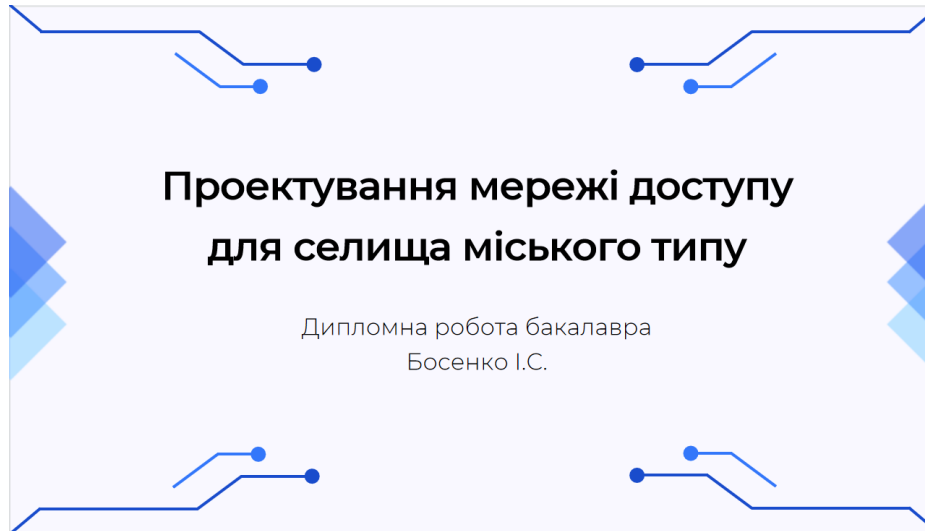 Проектування мережі доступу
для селища міського типу
Дипломна робота бакалавра
Босенко І.С.